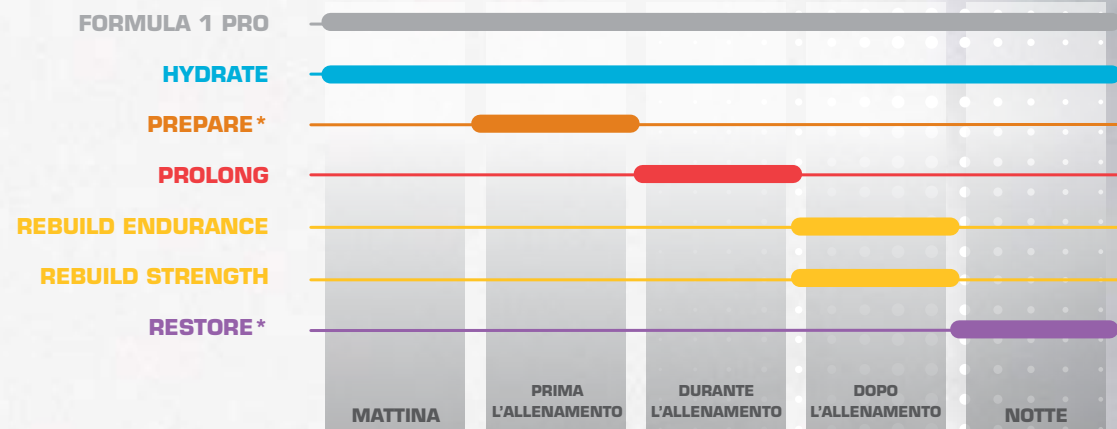 FORMULA 1 PRO
HYDRATE
PREPARE*
PROLONG
REBUILD ENDURANCE
REBUILD STRENGTH
RESTORE*
MATTINA
PRIMA
L'ALLENAMENTO
DURANTE
L'ALLENAMENTO
DOPO
L'ALLENAMENTO
NOTTE